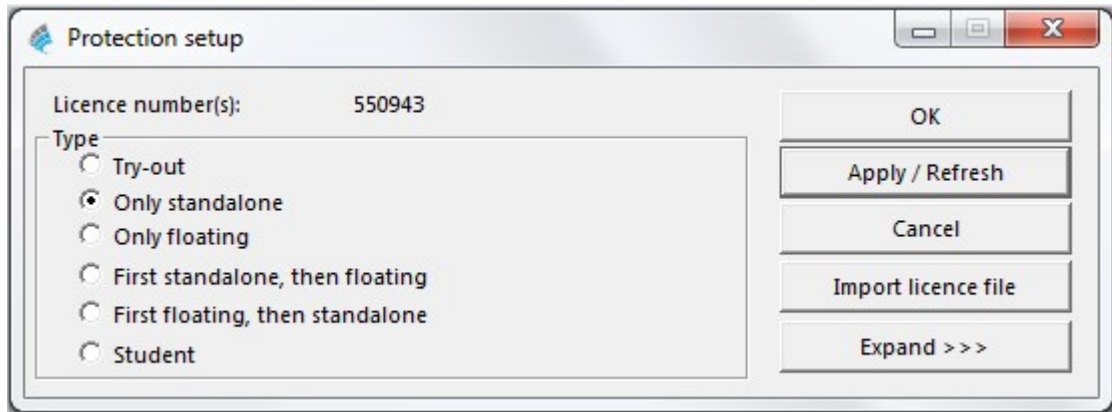 Protection setup
Licence number(s): 550943
Type
Try-out
Only standalone
Only floating
First standalone, then floating
First floating, then standalone
Student
OK
Apply / Refresh
Cancel
Import licence file
Expand >>>